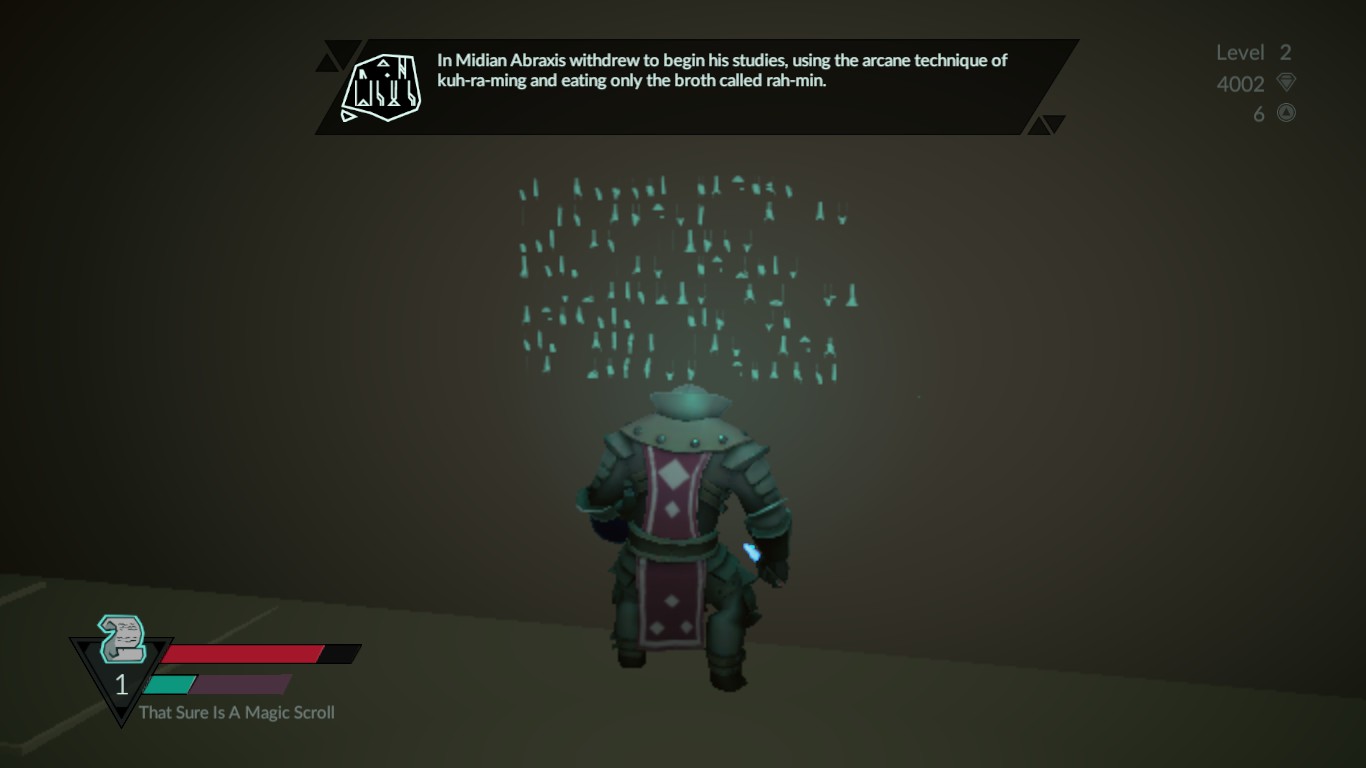 In Midian Abraxis withdrew to begin his studies, using the arcane technique of
kuh-ra-ming and eating only the broth called rah-min.
Level 2
4002
6
1
That Sure Is A Magic Scroll